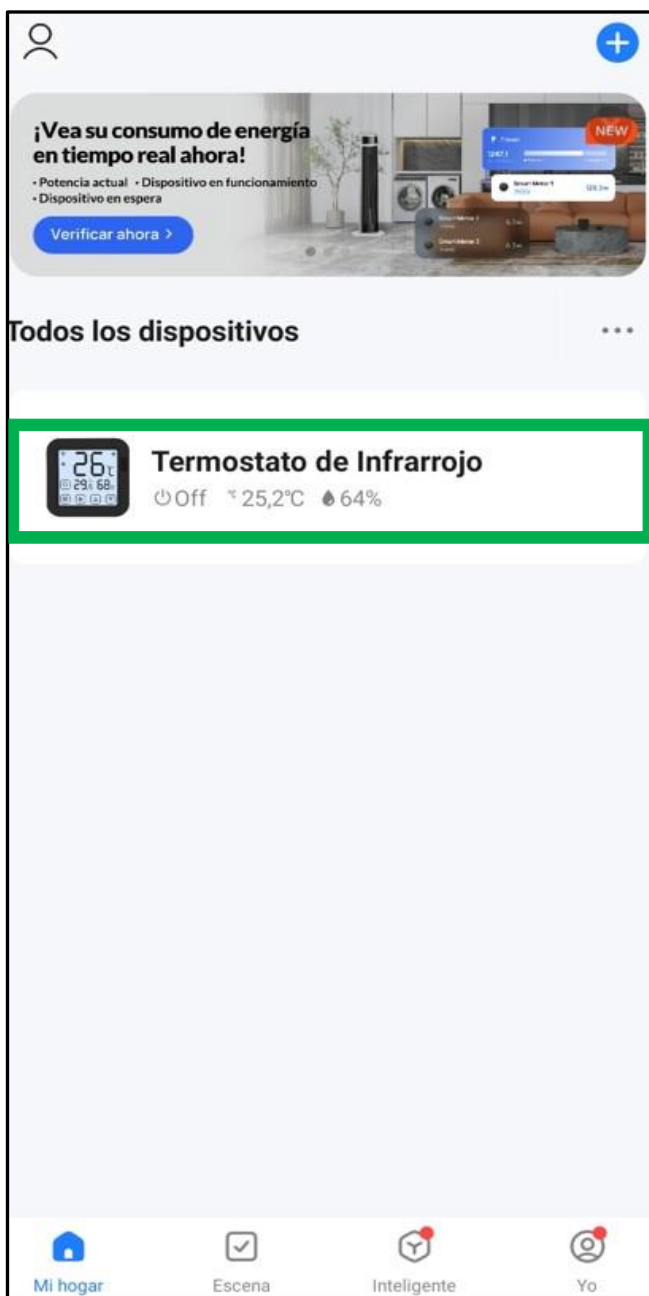 ¡Vea su consumo de energía
en tiempo real ahora!
• Potencia actual • Dispositivo en funcionamiento
• Dispositivo en espera
Verificar ahora >
NEW
Todos los dispositivos
26
Termostato de Infrarrojo
Off ℃ 25,2°C 64%
Mi hogar
Escena
Inteligente
Yo